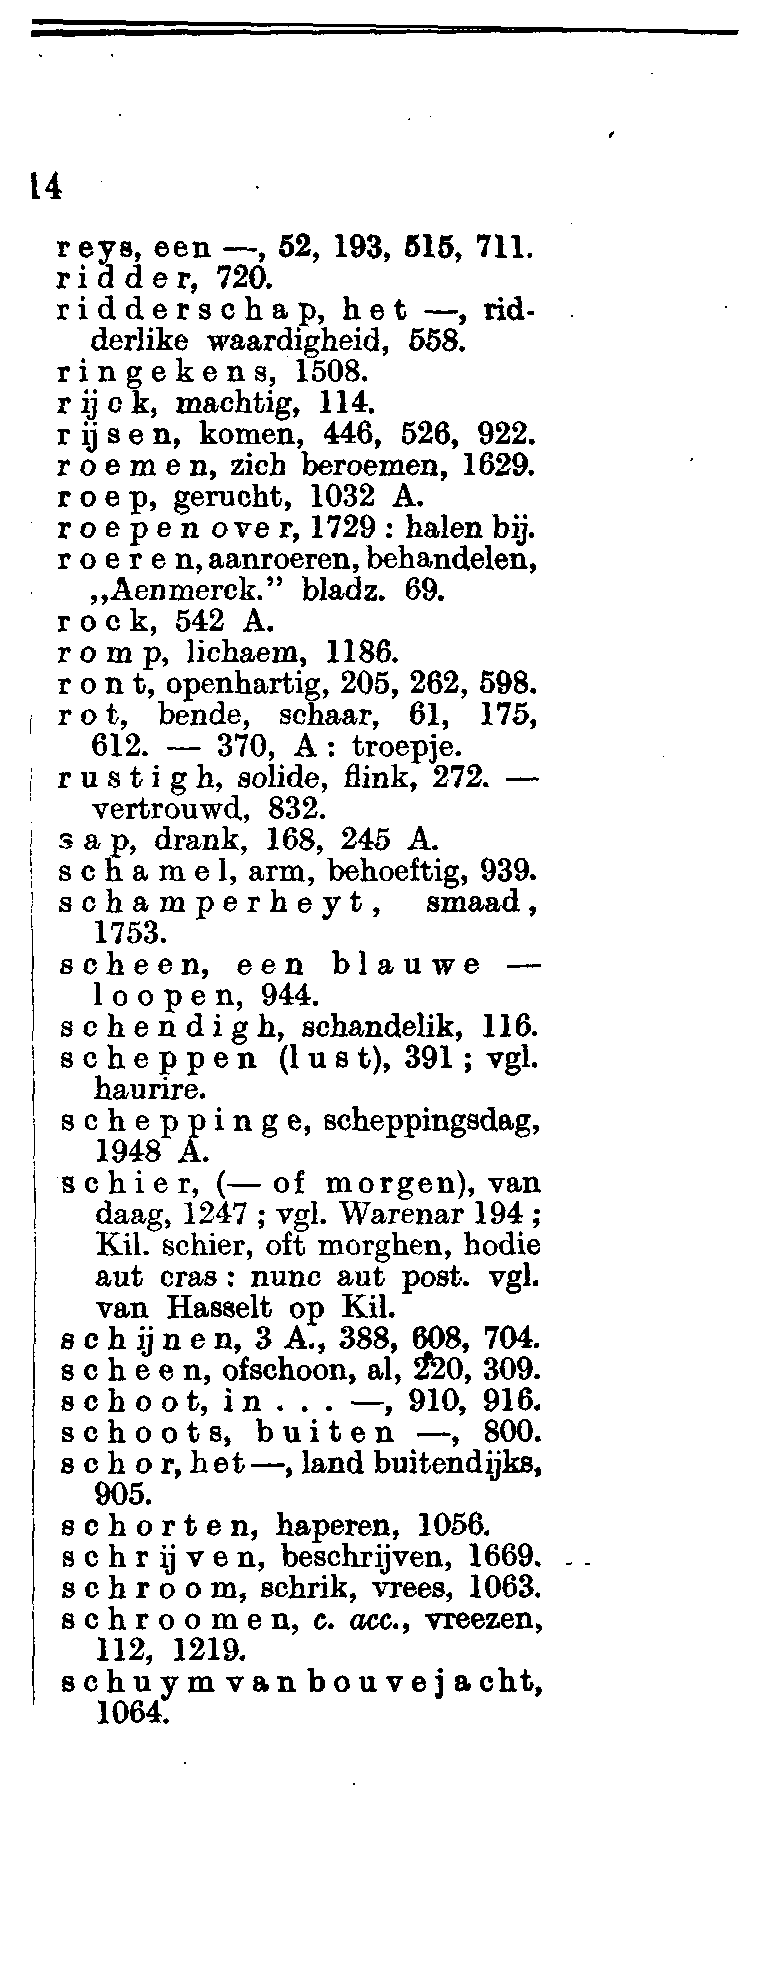 14
reys, een —, 52, 193, 515, 711.
ridder, 720.
ridderschap, het —, rid-
derlike waardigheid, 558.
ringekens, 1508.
rijck, machtig, 114.
rijsen, komen, 446, 526, 922.
roemen, zich beroemen, 1629.
roep, gerucht, 1032 A.
roepen over, 1729 : halen bij.
roeren, aanroeren, behandelen,
„Aenmerck.” bladz. 69.
rock, 542 A.
romp, lichaem, 1186.
ront, openhartig, 205, 262, 598.
rot, bende, schaar, 61, 175,
612. — 370, A : troepje.
rustigh, solide, flink, 272. —
vertrouwd, 832.
sap, drank, 168, 245 A.
schamel, arm, behoeftig, 939.
schamperheyt, smaad,
1753.
scheen, een blauwe —
loopen, 944.
schendigh, schandelik, 116.
scheppen (lust), 391 ; vgl.
haurire.
scheppinge, scheppingsdag,
1948 A.
schier, (— of morgen), van
daag, 1247 ; vgl. Warenar 194 ;
Kil. schier, oft morghen, hodie
aut cras : nunc aut post. vgl.
van Hasselt op Kil.
schijnen, 3 A., 388, 608, 704.
scheen, ofschoon, al, 220, 309.
schoot, in . . . —, 910, 916.
schoots, buiten —, 800.
schor, het —, land buitendijks,
905.
schorten, haperen, 1056.
schrijven, beschrijven, 1669.
schroom, schrik, vrees, 1063.
schroomen, c. acc., vreezen,
112, 1219.
schuym van bouvejacht,
1064.